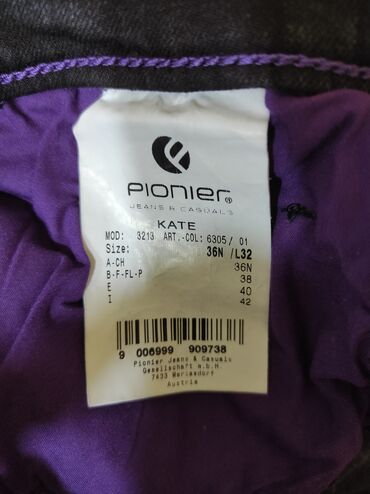 PIONIER®
JEANS & CASUALS
KATE
MOD: 3213 ART.-COL: 6305/ 01
Size: 36N /L32
A-CH 36N
B-F-FL-P 38
E 40
I 42
9 006999 909738
Pionier Jeans & Casuals
Gesellschaft m.b.H.
7433 Mariasdorf
Austria